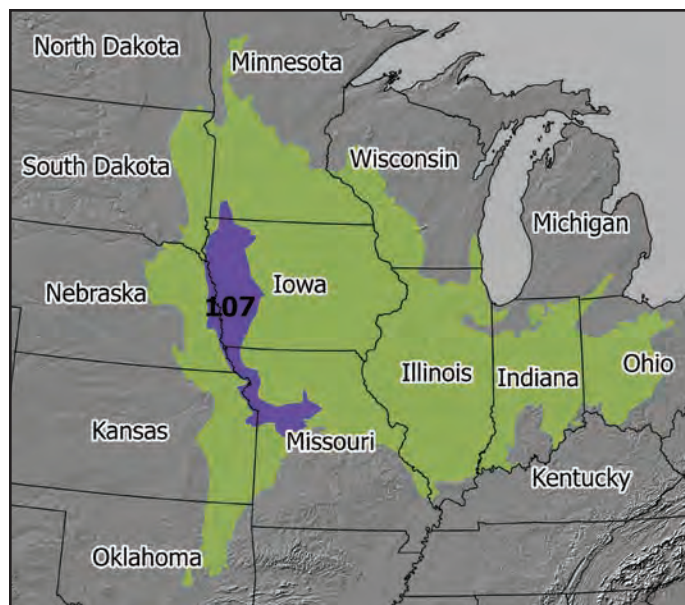 North Dakota
Minnesota
South Dakota
Wisconsin
Michigan
Nebraska
107
Iowa
Illinois
Indiana
Ohio
Kansas
Missouri
Kentucky
Oklahoma